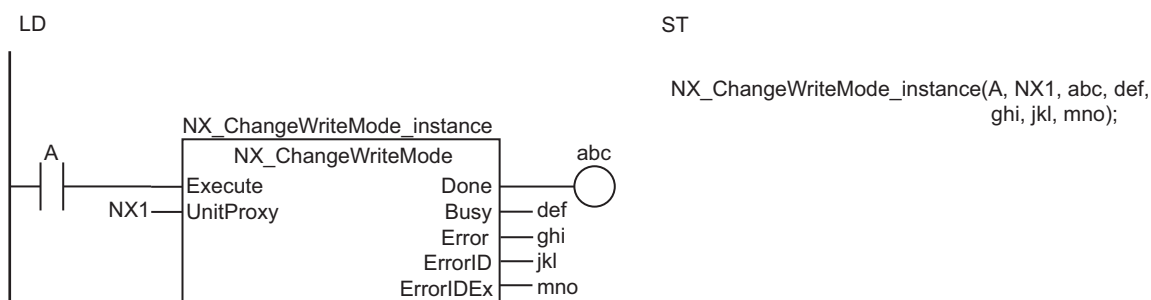 LD
ST
NX_ChangeWriteMode_instance(A, NX1, abc, def,
ghi, jkl, mno);
NX_ChangeWriteMode_instance
A
NX_ChangeWriteMode
abc
Execute
Done
NX1
UnitProxy
Busy
def
Error
ghi
ErrorID
jkl
ErrorIDEx
mno